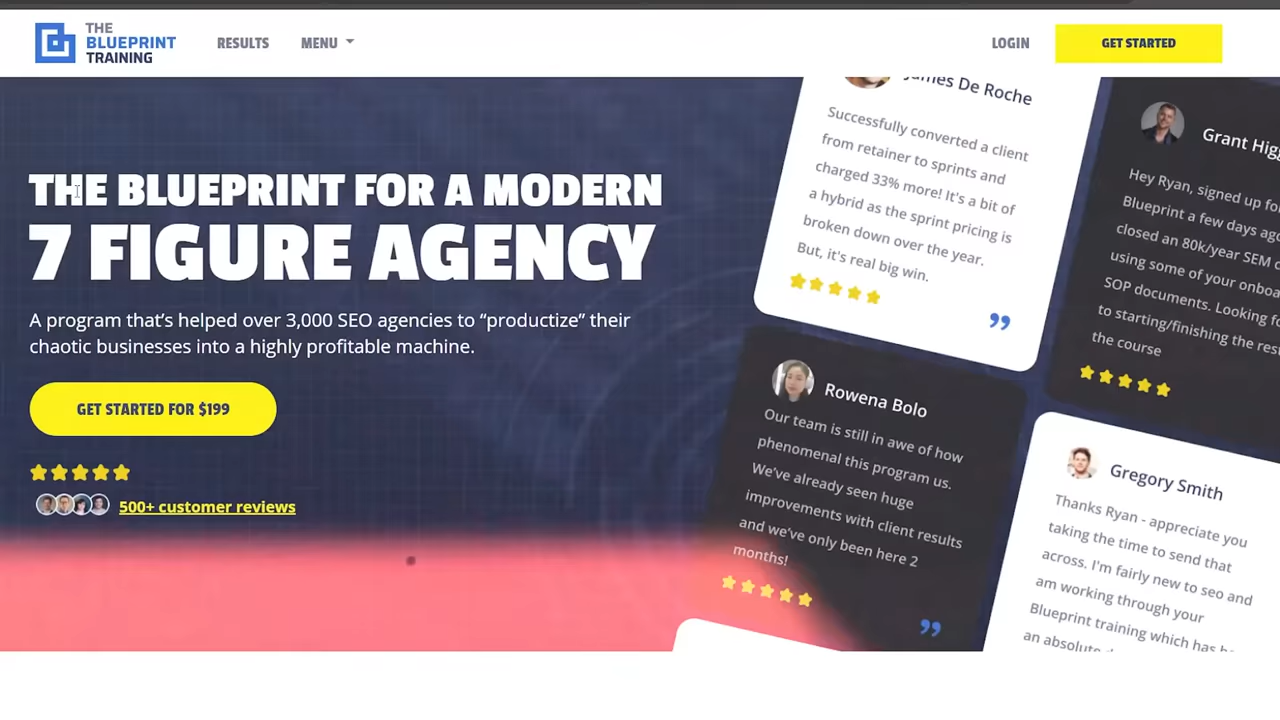 THE
BLUEPRINT
TRAINING
RESULTS
MENU
LOGIN
GET STARTED
THE BLUEPRINT FOR A MODERN
7 FIGURE AGENCY
A program that’s helped over 3,000 SEO agencies to “productize” their
chaotic businesses into a highly profitable machine.
GET STARTED FOR $199
500+ customer reviews
James De Roche
Successfully converted a client
from retainer to sprints and
charged 33% more! It's a bit of
a hybrid as the sprint pricing is
broken down over the year.
But, it's real big win.
Grant
Hey Ryan, signed up
Blueprint a few days
closed an 80k/year SEM
using some of your
SOP documents. Looking
to starting/finishing the
the course
Rowena Bolo
Our team is still in awe of how
phenomenal this program us.
We’ve already seen huge
improvements with client results
and we’ve only been here 2
months!
Gregory Smith
Thanks Ryan - appreciate you
taking the time to send that
across. I'm fairly new to seo and
am working through your
Blueprint training which has
an